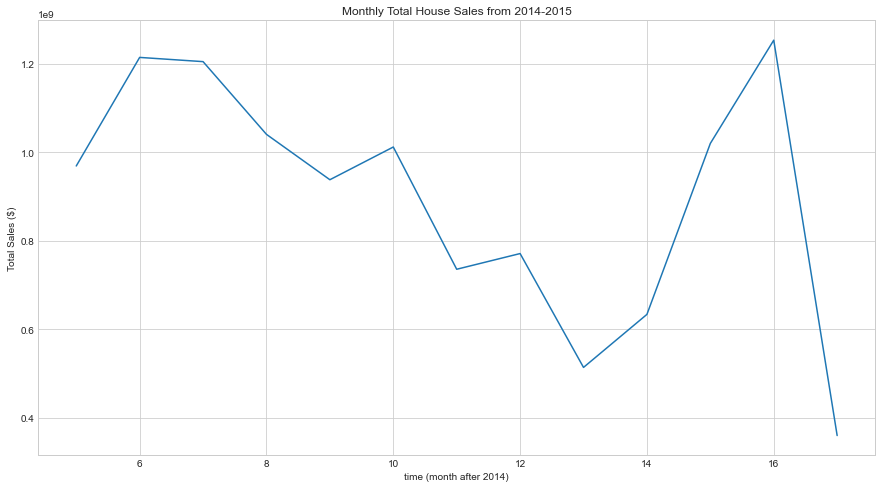 Monthly Total House Sales from 2014-2015
1e9
1.2
1.0
0.8
0.6
0.4
Total Sales ($)
6 8 10 12 14 16
time (month after 2014)